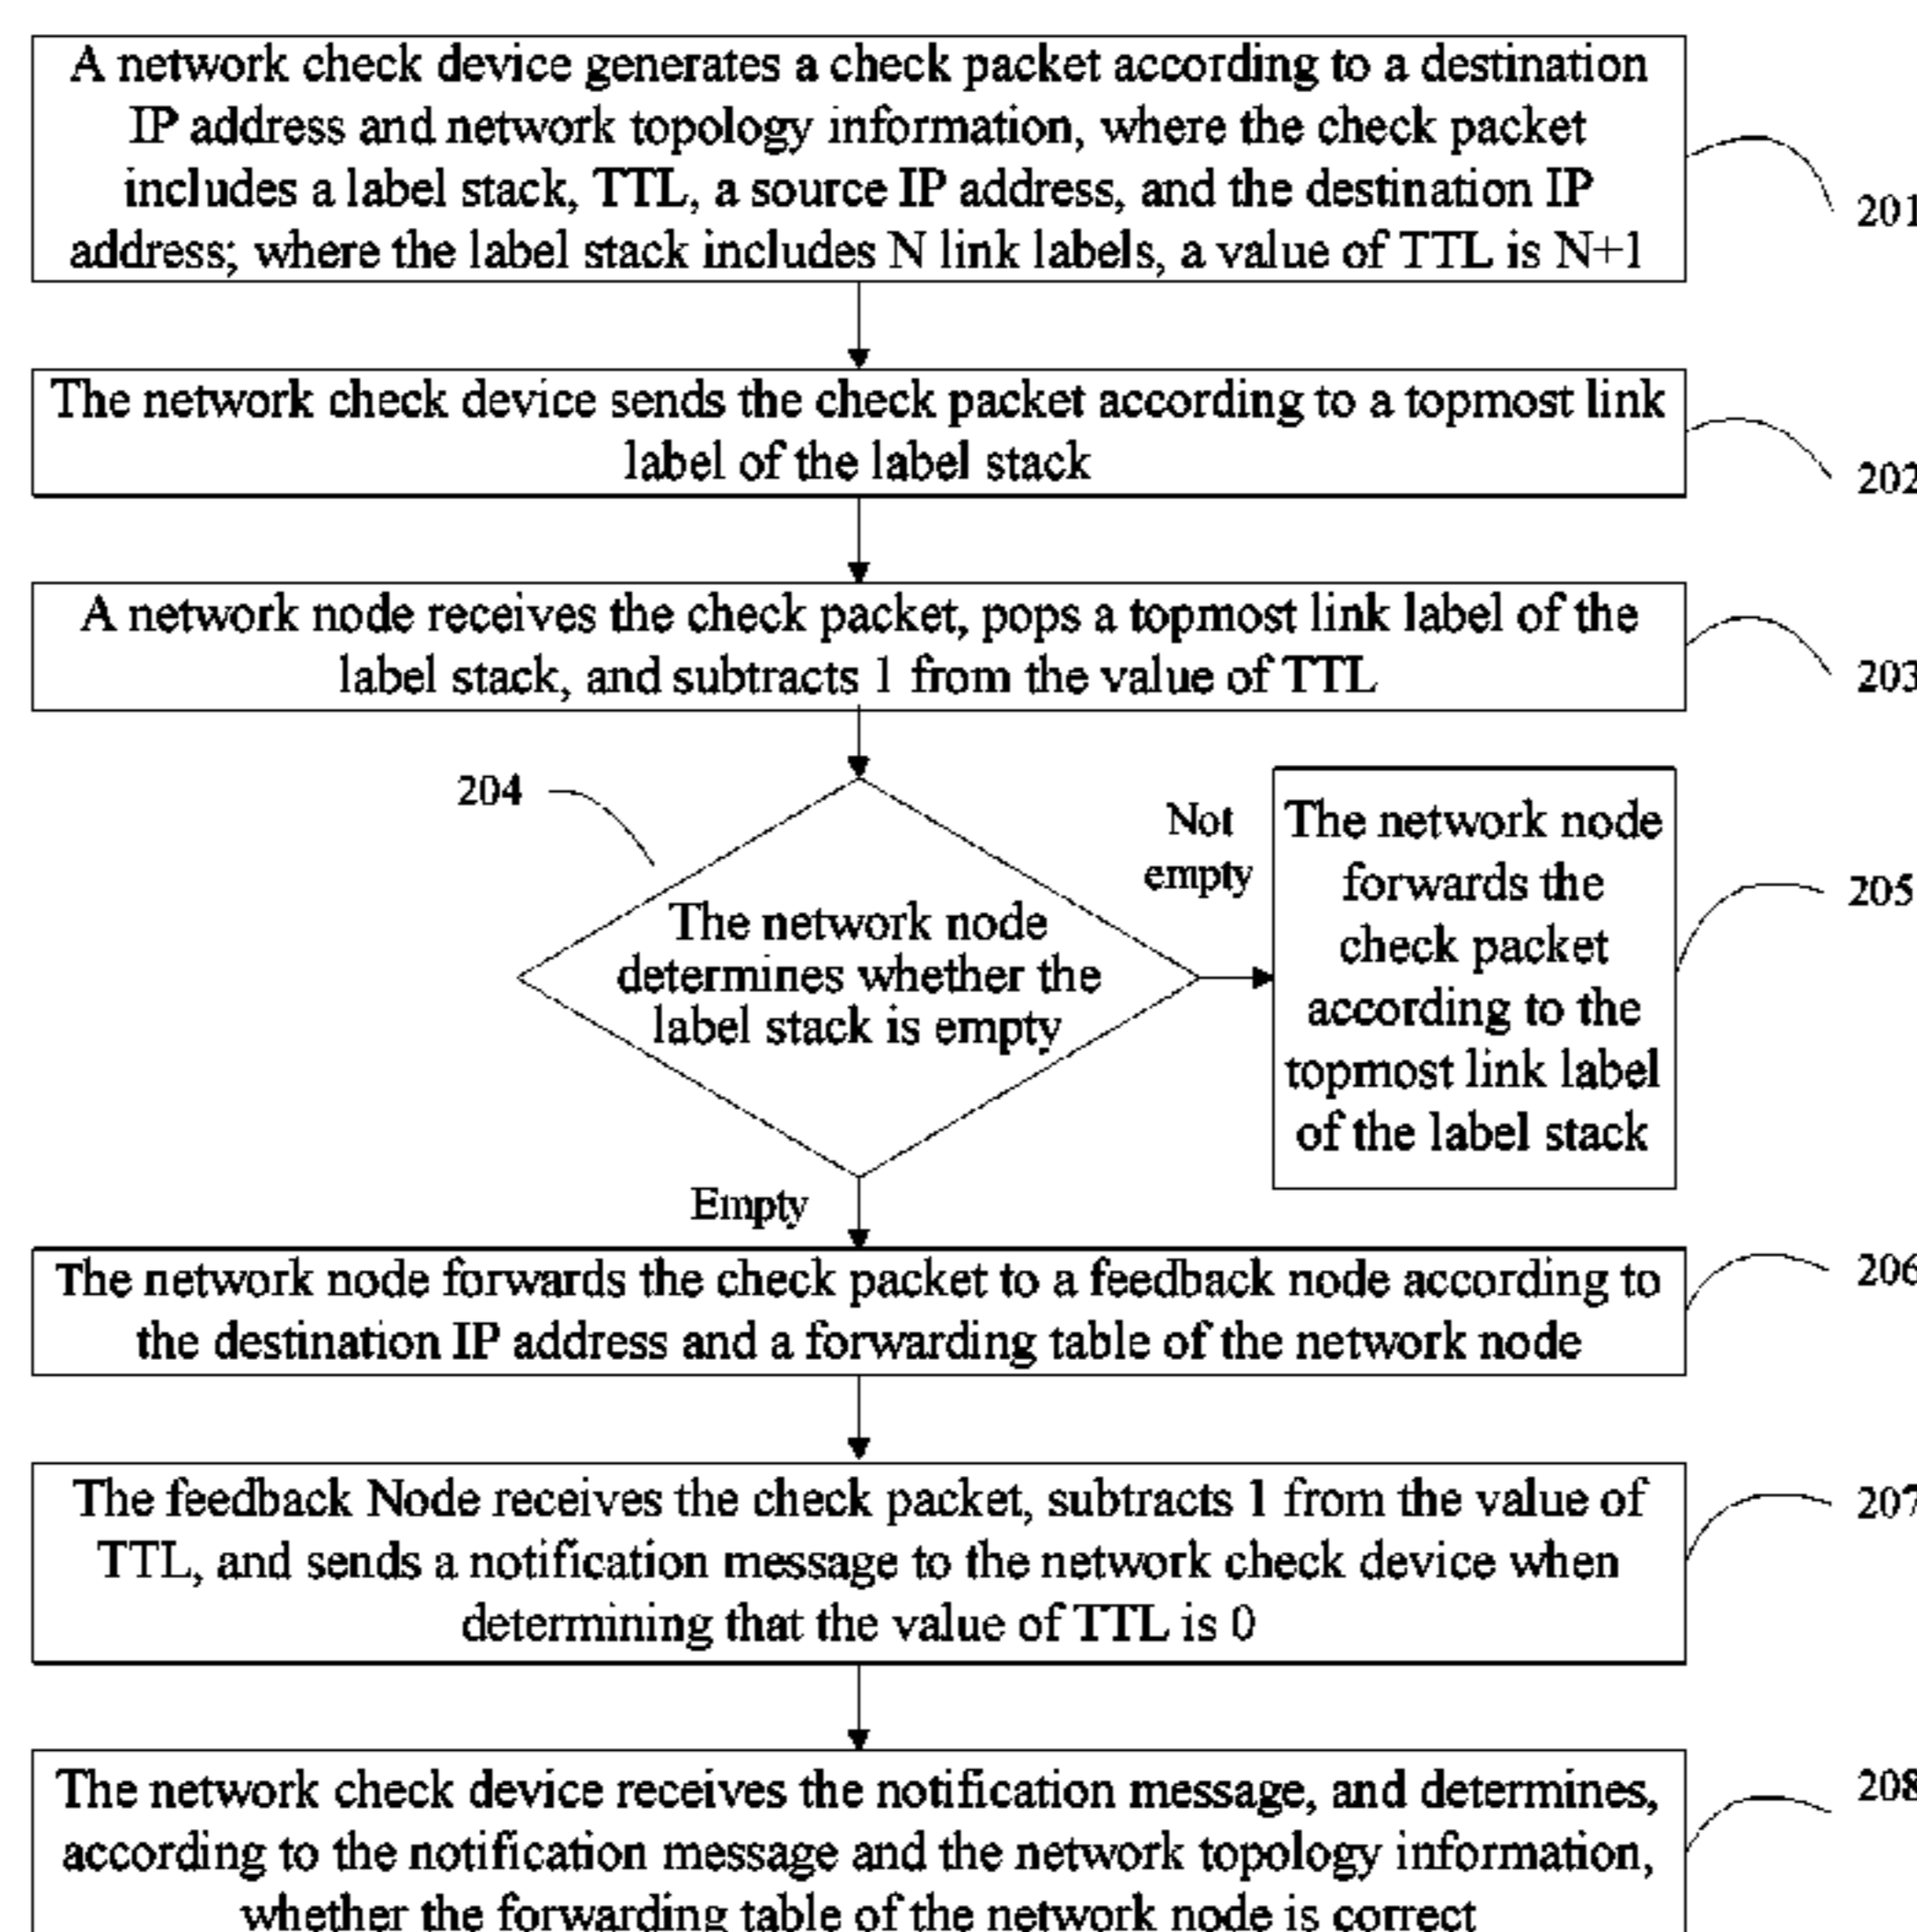 A network check device generates a check packet according to a destination
IP address and network topology information, where the check packet
includes a label stack, TTL, a source IP address, and the destination IP
address; where the label stack includes N link labels, a value of TTL is N+1
201
The network check device sends the check packet according to a topmost link
label of the label stack
202
A network node receives the check packet, pops a topmost link label of the
label stack, and subtracts 1 from the value of TTL
203
204
The network node
determines whether the
label stack is empty
Not
empty
The network node
forwards the
check packet
according to the
topmost link label
of the label stack
205
Empty
The network node forwards the check packet to a feedback node according to
the destination IP address and a forwarding table of the network node
206
The feedback Node receives the check packet, subtracts 1 from the value of
TTL, and sends a notification message to the network check device when
determining that the value of TTL is 0
207
The network check device receives the notification message, and determines,
according to the notification message and the network topology information,
whether the forwarding table of the network node is correct
208